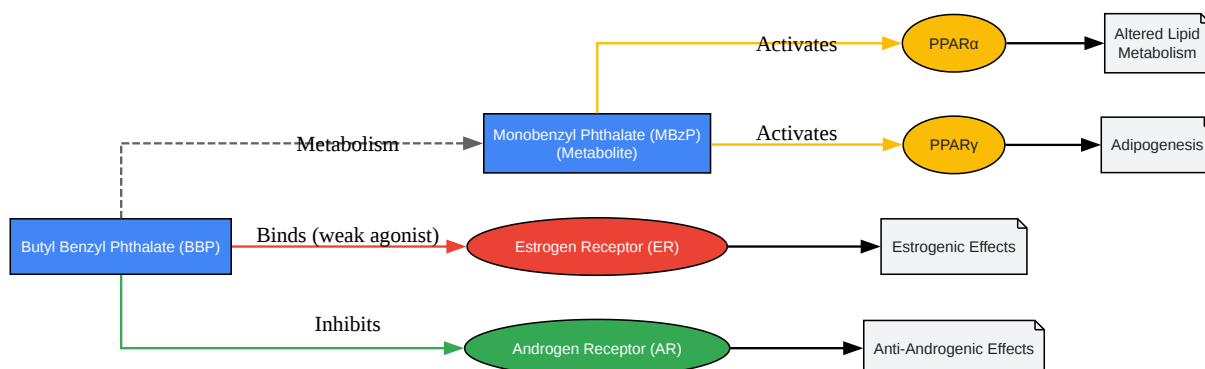 Activates
PPARα
Altered Lipid
Metabolism
Metabolism
Monobenzyl Phthalate (MBzP)
(Metabolite)
Activates
PPARγ
Adipogenesis
Butyl Benzyl Phthalate (BBP)
Binds (weak agonist)
Estrogen Receptor (ER)
Estrogenic Effects
Inhibits
Androgen Receptor (AR)
Anti-Androgenic Effects